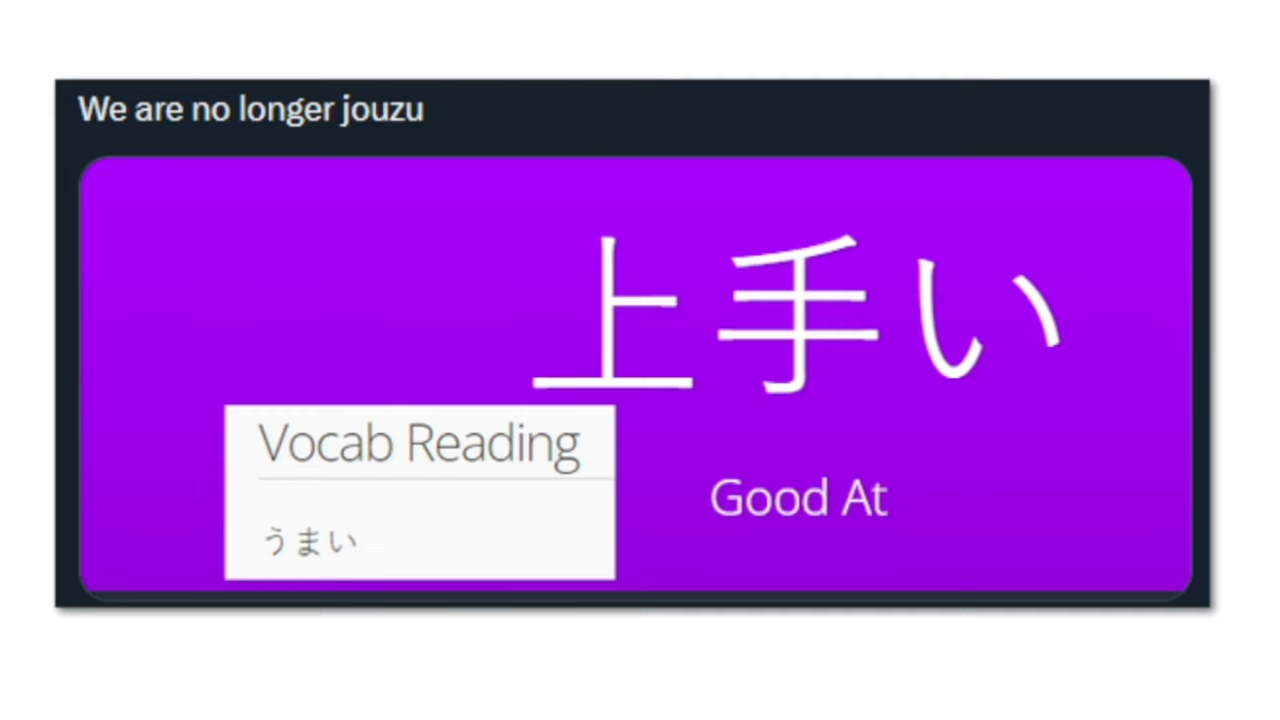 We are no longer jouzu
上手い
Vocab Reading
Good At
うまい